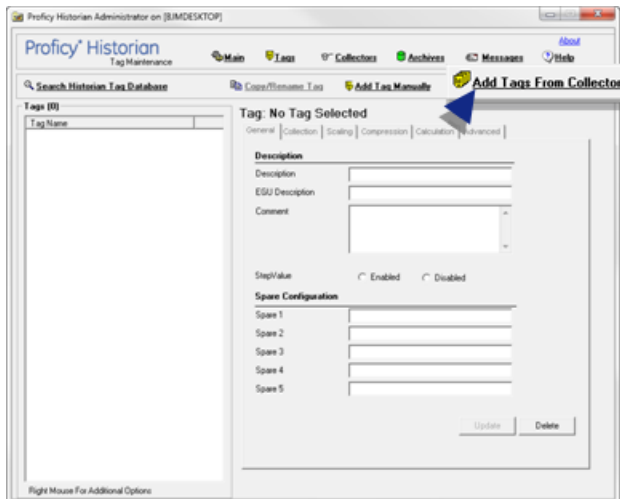 Proficy Historian Administrator on [BJMDESKTOP]
Proficy* Historian
Tag Maintenance
About
Main Tags Collectors Archives Messages Help
Search Historian Tag Database Copy/Rename Tag Add Tag Manually Add Tags From Collector
Tags (0)
Tag Name
Tag: No Tag Selected
General Collection Scaling Compression Calculation Advanced
Description
Description
EGU Description
Comment
StepValue Enabled Disabled
Spare Configuration
Spare 1
Spare 2
Spare 3
Spare 4
Spare 5
Update Delete
Right Mouse For Additional Options